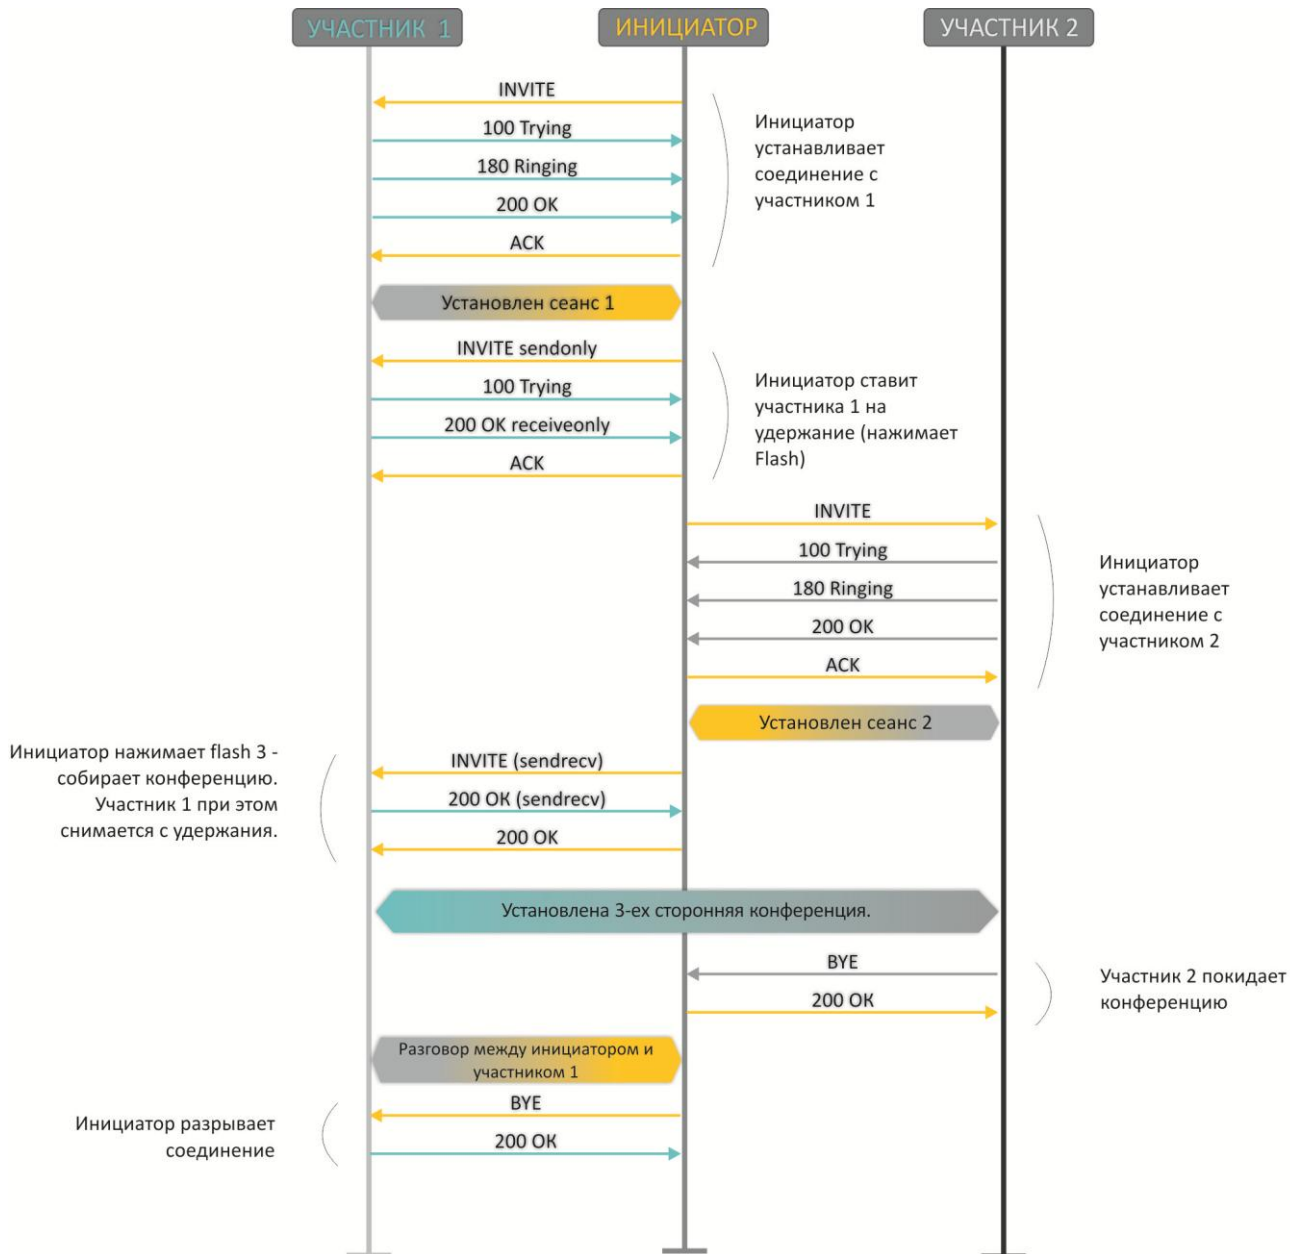 УЧАСТНИК 1
ИНИЦИАТОР
УЧАСТНИК 2
INVITE
100 Trying
180 Ringing
200 OK
ACK
Инициатор
устанавливает
соединение с
участником 1
Установлен сеанс 1
INVITE sendonly
100 Trying
200 OK receiveonly
ACK
Инициатор ставит
участника 1 на
удержание (нажимает
Flash)
INVITE
100 Trying
180 Ringing
200 OK
ACK
Инициатор
устанавливает
соединение с
участником 2
Установлен сеанс 2
Инициатор нажимает flash 3 -
собирает конференцию.
Участник 1 при этом
снимается с удержания.
INVITE (sendrecv)
200 OK (sendrecv)
200 OK
Установлена 3-ех сторонняя конференция.
BYE
200 OK
Участник 2 покидает
конференцию
Разговор между инициатором и
участником 1
BYE
200 OK
Инициатор разрывает
соединение